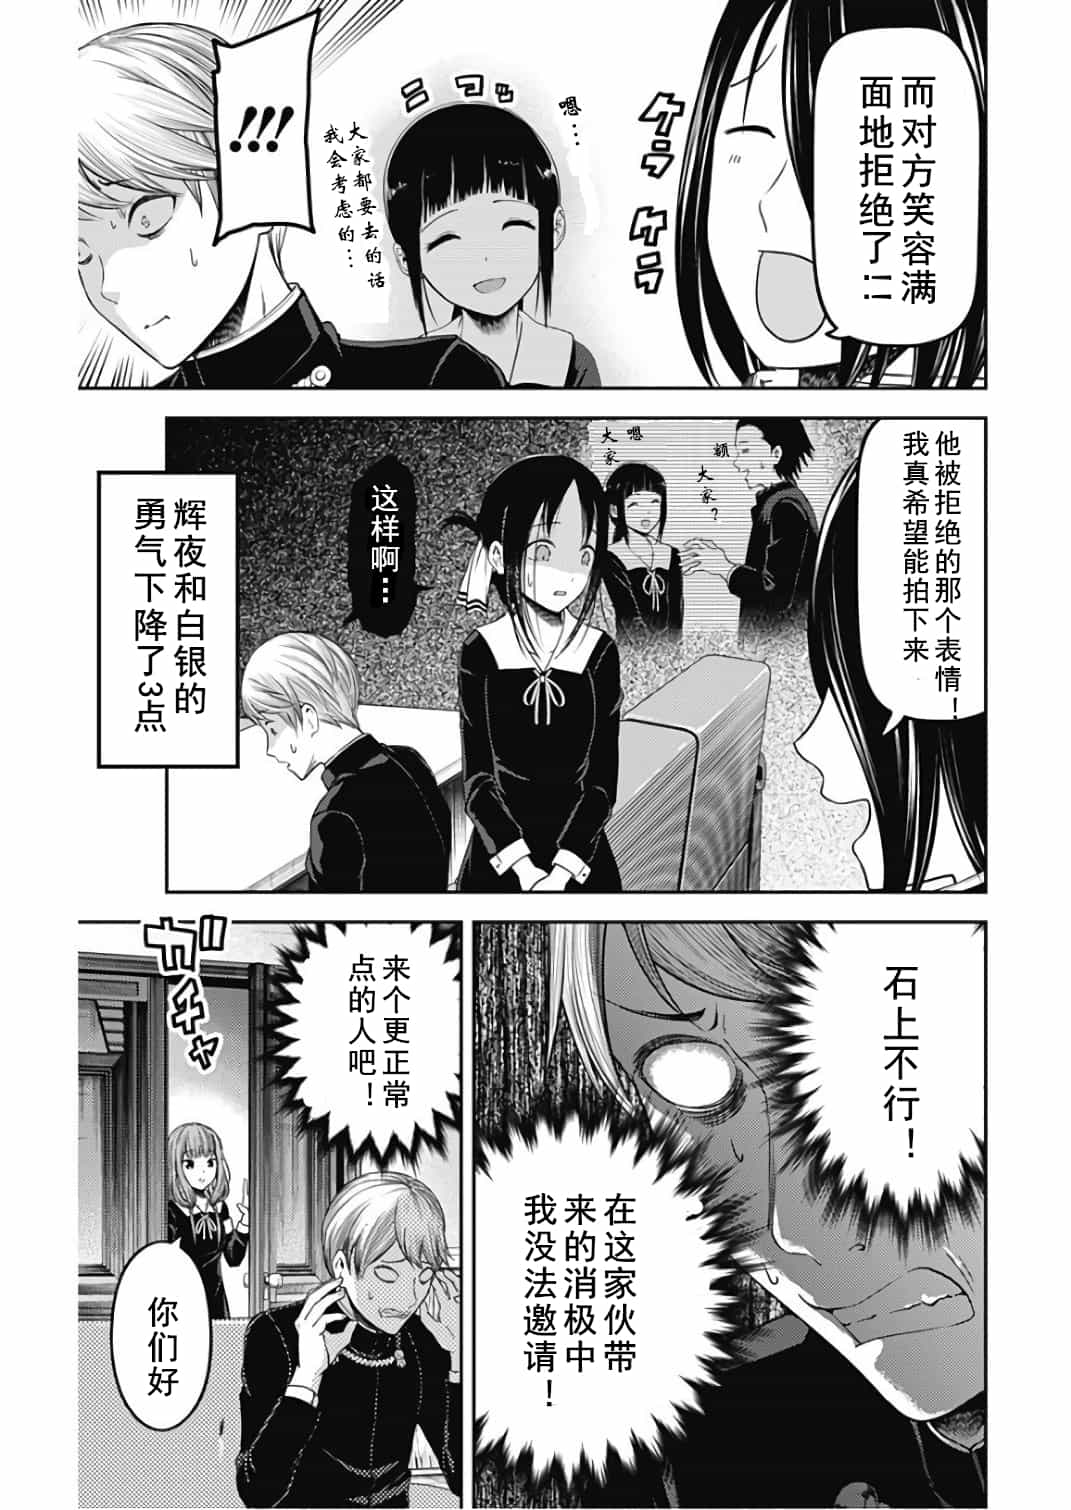 而对方笑容满
面地拒绝了!!
ケラ
ケラ
嗯…
ニコッ
大家都要去的话
我会考虑的…
!!!
他被拒绝的那个表情!
我真希望能拍下来
额
大家?
嗯
大家
这样啊…
辉夜和白银的
勇气下降了3点
石上不行!
在这家伙带
来的消极中
我没法邀请!
来个更正常
点的人吧!
ガチャ
你们好